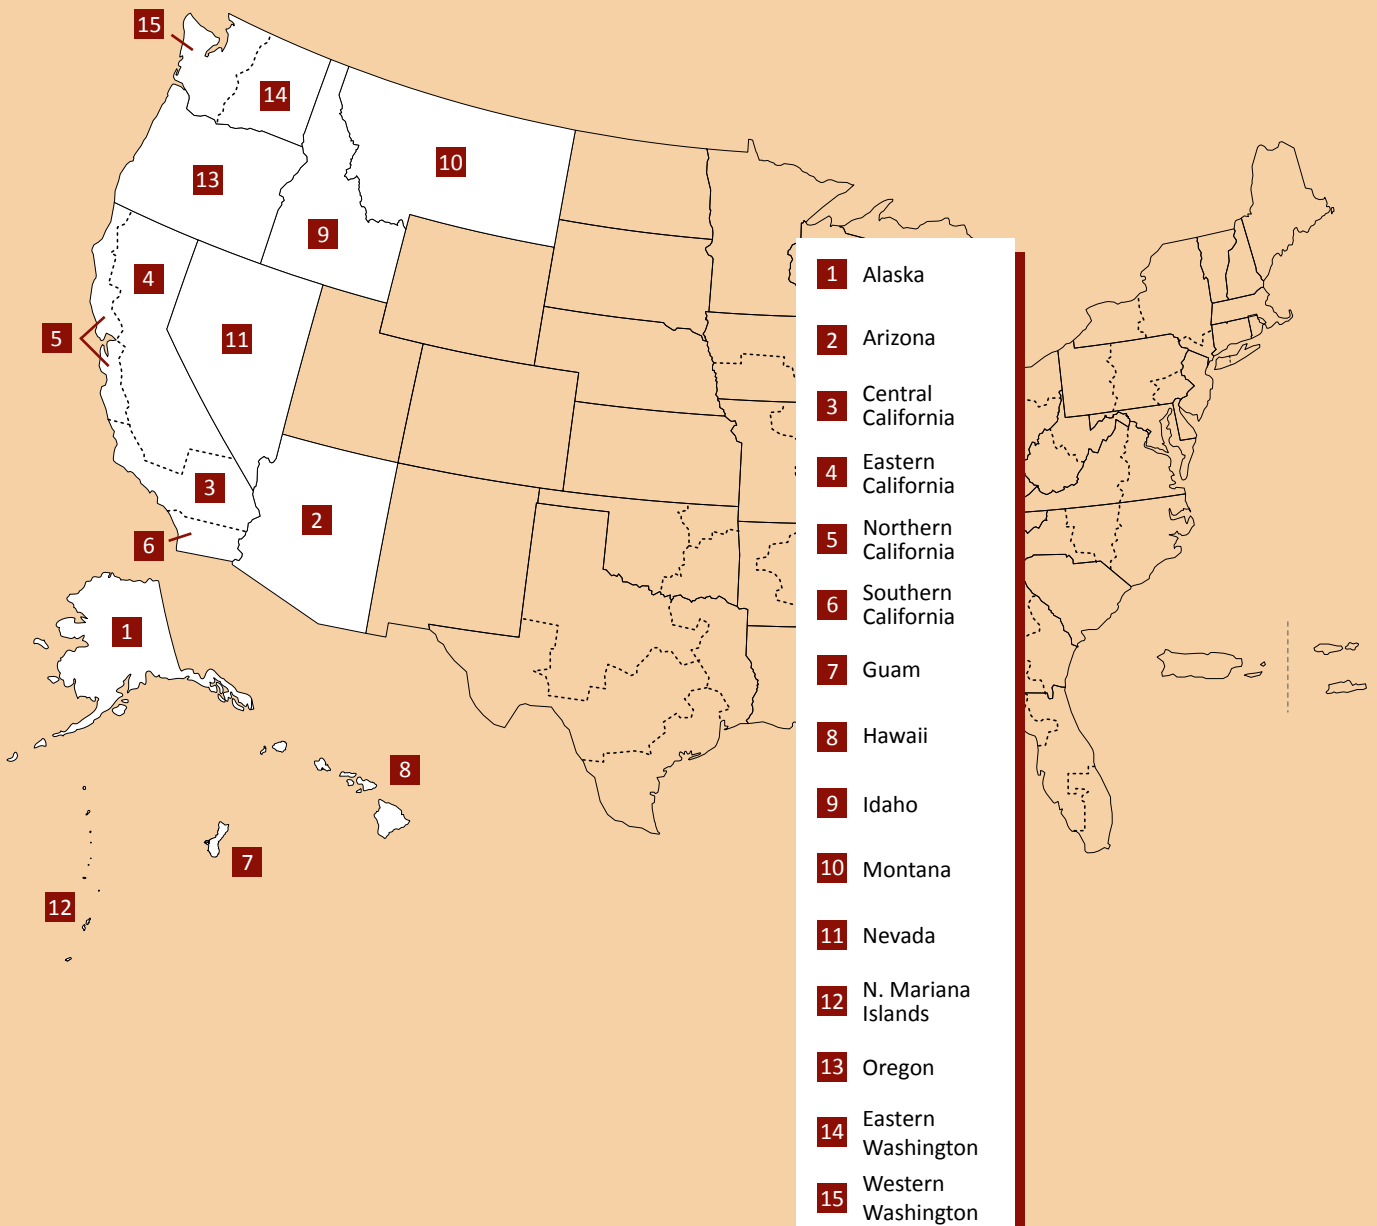 15
14
13
10
9
4
5
11
3
2
6
1
8
7
12
1 Alaska
2 Arizona
3 Central
California
4 Eastern
California
5 Northern
California
6 Southern
California
7 Guam
8 Hawaii
9 Idaho
10 Montana
11 Nevada
12 N. Mariana
Islands
13 Oregon
14 Eastern
Washington
15 Western
Washington